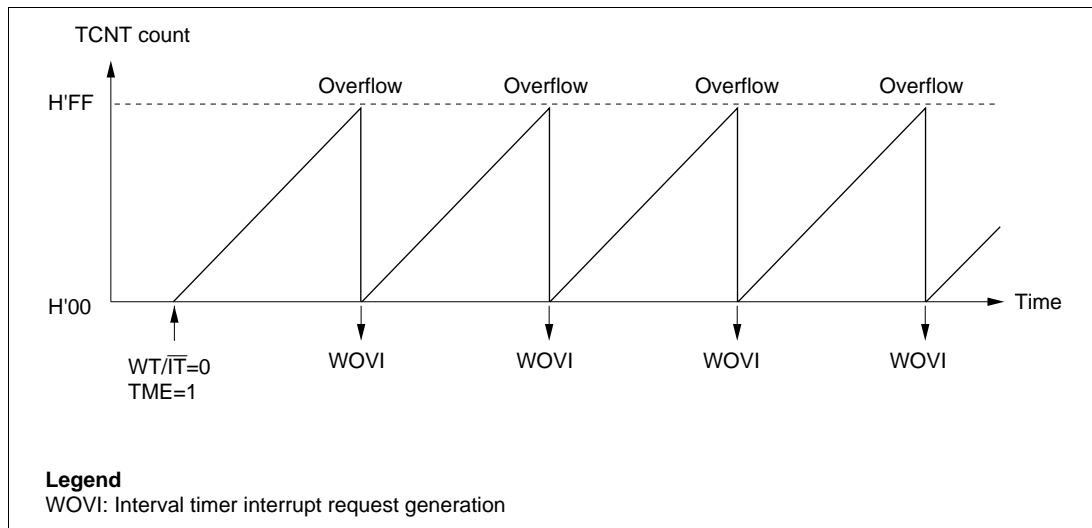 TCNT count
H'FF
Overflow
Overflow
Overflow
Overflow
H'00
Time
WT/I̅T̅=0
TME=1
WOVI
WOVI
WOVI
WOVI
Legend
WOVI: Interval timer interrupt request generation